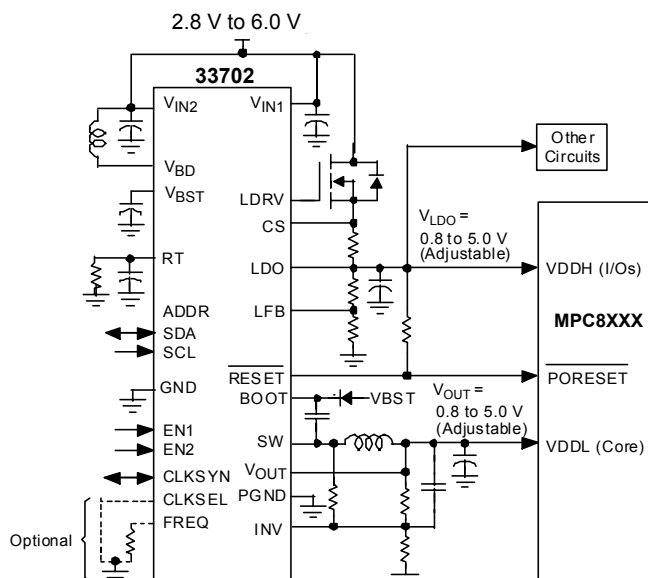 2.8 V to 6.0 V
33702
VIN2
VIN1
VBD
VBST
LDRV
CS
RT
LDO
ADDR
LFB
SDA
SCL
RESET
GND
BOOT
VBST
EN1
SW
EN2
VOUT
CLKSYN
PGND
CLKSEL
FREQ
INV
Optional
Other
Circuits
VLDO =
0.8 to 5.0 V
(Adjustable)
VDDH (I/Os)
MPC8XXX
PORESET
VOUT =
0.8 to 5.0 V
(Adjustable)
VDDL (Core)